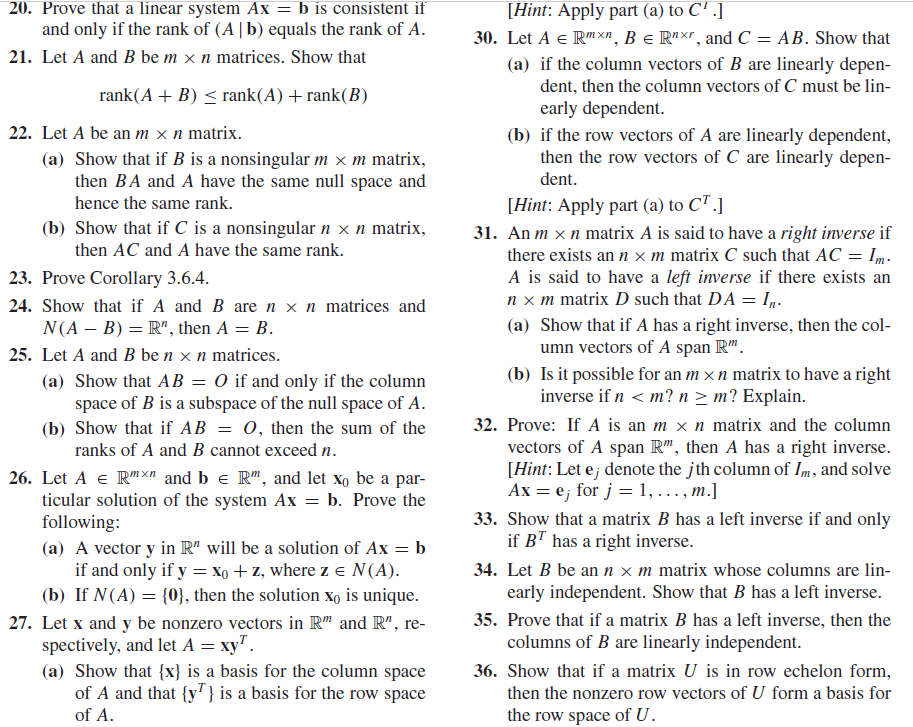 20. Prove that a linear system Ax = b is consistent if
and only if the rank of (A | b) equals the rank of A.
21. Let A and B be m × n matrices. Show that
rank(A + B) ≤ rank(A) + rank(B)
22. Let A be an m × n matrix.
(a) Show that if B is a nonsingular m × m matrix,
then BA and A have the same null space and
hence the same rank.
(b) Show that if C is a nonsingular n × n matrix,
then AC and A have the same rank.
23. Prove Corollary 3.6.4.
24. Show that if A and B are n × n matrices and
N(A − B) = ℝⁿ, then A = B.
25. Let A and B be n × n matrices.
(a) Show that AB = O if and only if the column
space of B is a subspace of the null space of A.
(b) Show that if AB = O, then the sum of the
ranks of A and B cannot exceed n.
26. Let A ∈ ℝᵐˣⁿ and b ∈ ℝᵐ, and let x₀ be a par-
ticular solution of the system Ax = b. Prove the
following:
(a) A vector y in ℝⁿ will be a solution of Ax = b
if and only if y = x₀ + z, where z ∈ N(A).
(b) If N(A) = {0}, then the solution x₀ is unique.
27. Let x and y be nonzero vectors in ℝᵐ and ℝⁿ, re-
spectively, and let A = xyᵀ.
(a) Show that {x} is a basis for the column space
of A and that {yᵀ} is a basis for the row space
of A.
[Hint: Apply part (a) to Cᵀ.]
30. Let A ∈ ℝᵐˣⁿ, B ∈ ℝⁿˣʳ, and C = AB. Show that
(a) if the column vectors of B are linearly depen-
dent, then the column vectors of C must be lin-
early dependent.
(b) if the row vectors of A are linearly dependent,
then the row vectors of C are linearly depen-
dent.
[Hint: Apply part (a) to Cᵀ.]
31. An m × n matrix A is said to have a right inverse if
there exists an n × m matrix C such that AC = Iₘ.
A is said to have a left inverse if there exists an
n × m matrix D such that DA = Iₙ.
(a) Show that if A has a right inverse, then the col-
umn vectors of A span ℝᵐ.
(b) Is it possible for an m × n matrix to have a right
inverse if n < m? n ≥ m? Explain.
32. Prove: If A is an m × n matrix and the column
vectors of A span ℝᵐ, then A has a right inverse.
[Hint: Let eⱼ denote the jth column of Iₘ, and solve
Ax = eⱼ for j = 1, . . . , m.]
33. Show that a matrix B has a left inverse if and only
if Bᵀ has a right inverse.
34. Let B be an n × m matrix whose columns are lin-
early independent. Show that B has a left inverse.
35. Prove that if a matrix B has a left inverse, then the
columns of B are linearly independent.
36. Show that if a matrix U is in row echelon form,
then the nonzero row vectors of U form a basis for
the row space of U.